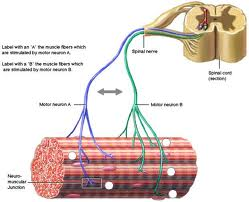 Label with an 'A' the muscle fibers which
are stimulated by motor neuron A.
Label with a 'B' the muscle fibers which
are stimulated by motor neuron B.
Spinal nerve
Spinal cord
(section)
Motor neuron A
Motor neuron B
Neuro-
muscular
Junction